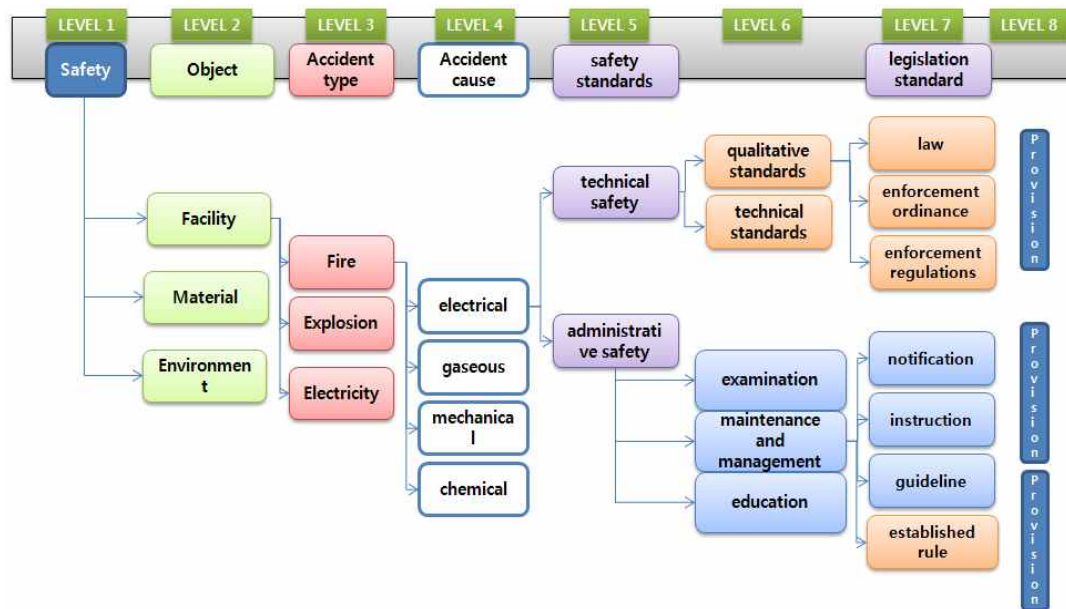 LEVEL 1
LEVEL 2
LEVEL 3
LEVEL 4
LEVEL 5
LEVEL 6
LEVEL 7
LEVEL 8
Safety
Object
Accident
type
Accident
cause
safety
standards
legislation
standard
Facility
Material
Environmen
t
Fire
Explosion
Electricity
electrical
gaseous
mechanica
l
chemical
technical
safety
administrati
ve safety
qualitative
standards
technical
standards
examination
maintenance
and
management
education
law
enforcement
ordinance
enforcement
regulations
notification
instruction
guideline
established
rule
Provision
Provision
Provision